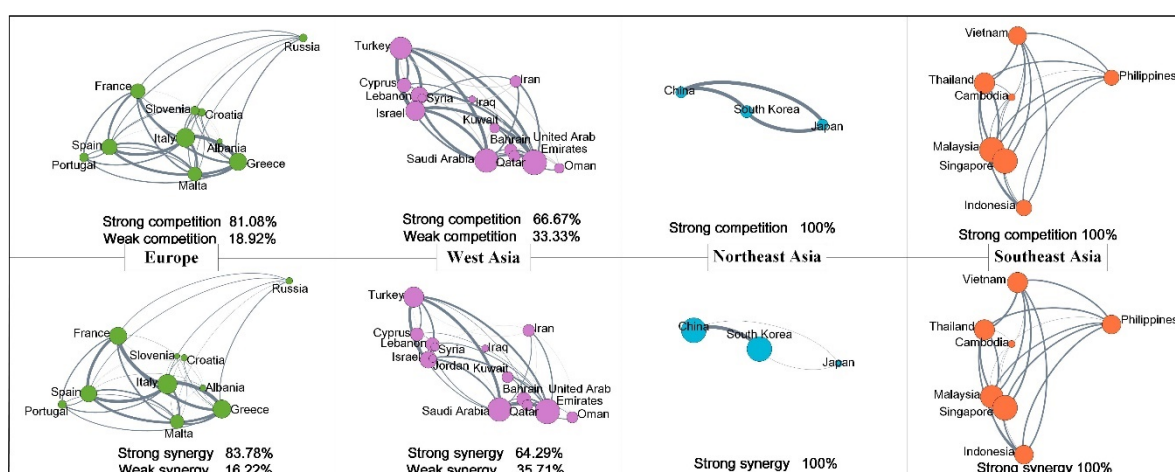 Russia
France
Slovenia
Croatia
Spain
Italy
Albania
Portugal
Greece
Malta
Strong competition 81.08%
Weak competition 18.92%
Turkey
Cyprus
Iran
Lebanon
Syria
Iraq
Israel
Kuwait
Bahrain
United Arab
Emirates
Saudi Arabia
Qatar
Oman
Strong competition 66.67%
Weak competition 33.33%
China
South Korea
Japan
Strong competition 100%
Vietnam
Thailand
Philippines
Cambodia
Malaysia
Singapore
Indonesia
Strong competition 100%
Europe
West Asia
Northeast Asia
Southeast Asia
Russia
France
Slovenia
Croatia
Spain
Italy
Albania
Portugal
Greece
Malta
Strong synergy 83.78%
Weak synergy 16.22%
Turkey
Cyprus
Iran
Lebanon
Syria
Iraq
Israel
Jordan
Kuwait
Bahrain
United Arab
Emirates
Saudi Arabia
Qatar
Oman
Strong synergy 64.29%
Weak synergy 35.71%
China
South Korea
Japan
Strong synergy 100%
Vietnam
Thailand
Philippines
Cambodia
Malaysia
Singapore
Indonesia
Strong synergy 100%